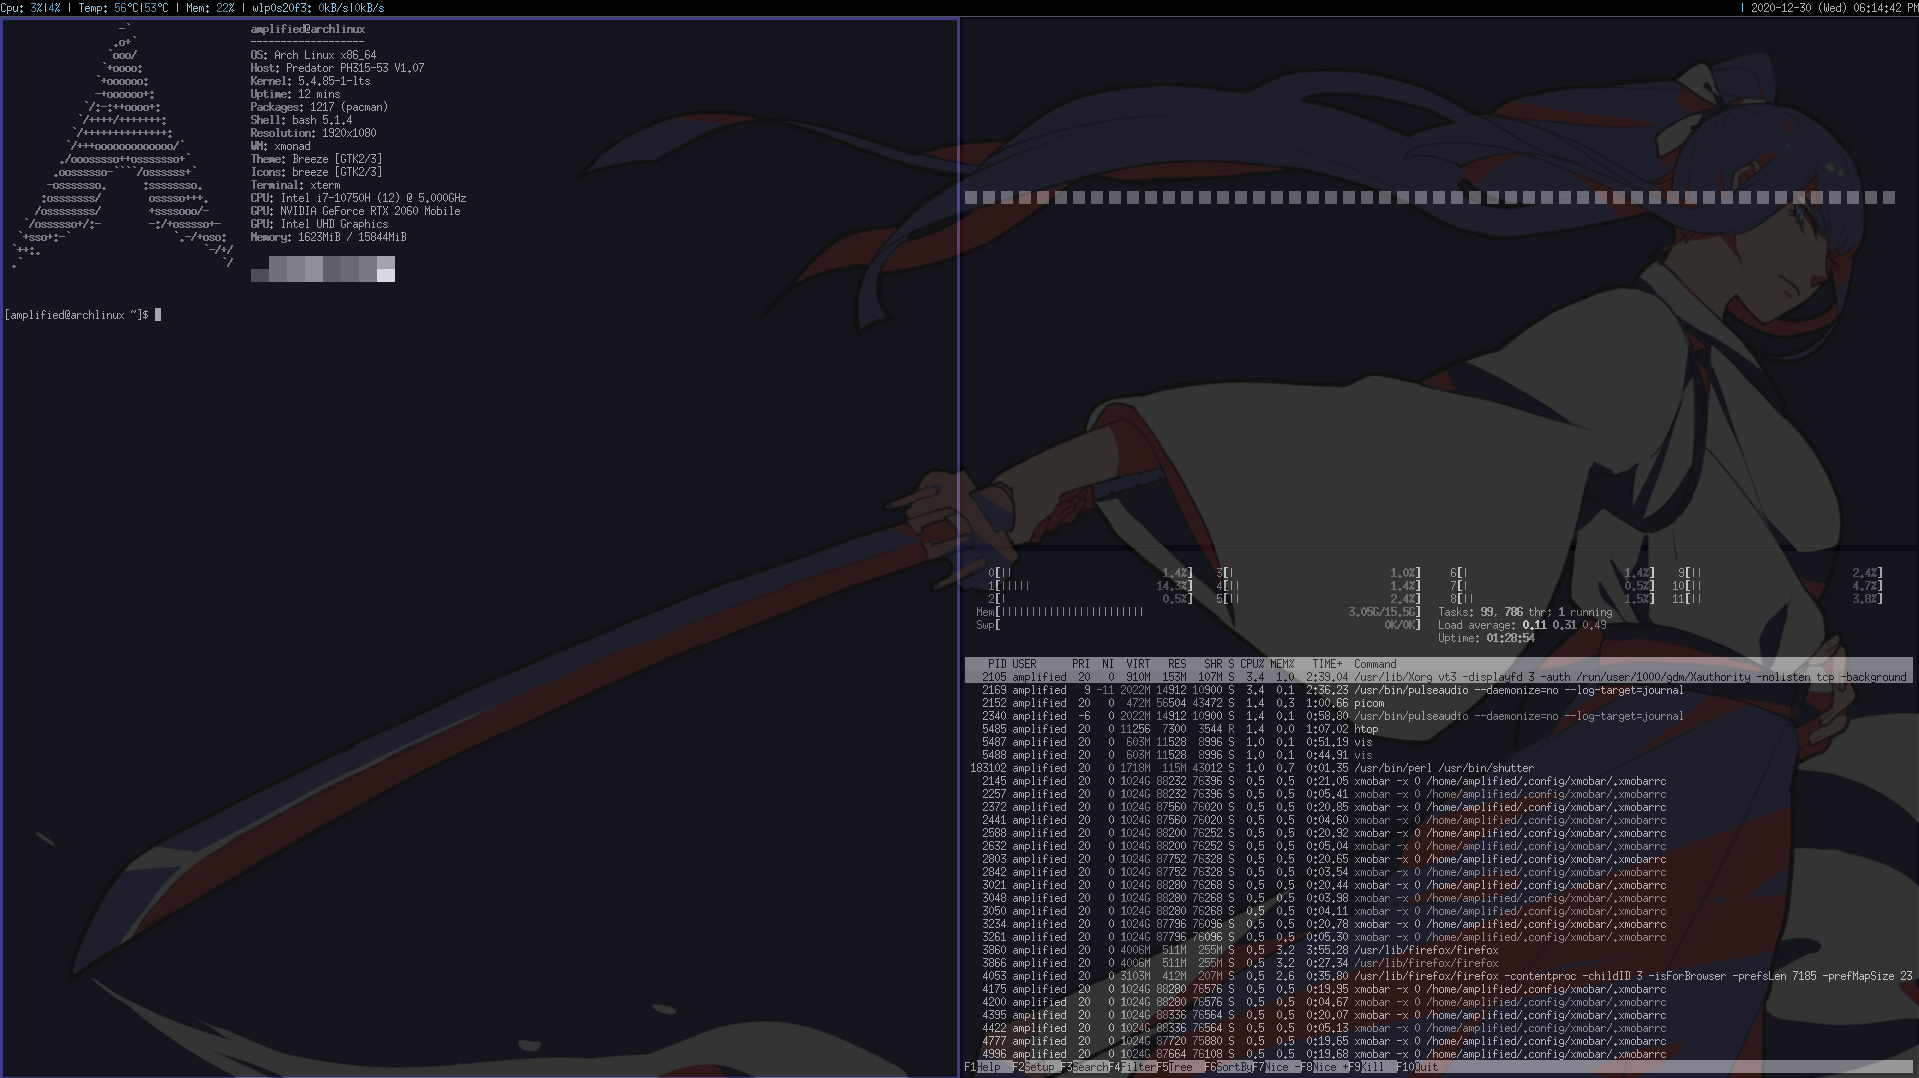 Cpu: 3%|4% | Temp: 56°C|53°C | Mem: 22% | wlp0s20f3: 0kB/s|0kB/s
| 2020-12-30 (Wed) 06:14:42 PM
amplified@archlinux
-------------------
OS: Arch Linux x86_64
Host: Predator PH315-53 V1.07
Kernel: 5.4.85-1-lts
Uptime: 12 mins
Packages: 1217 (pacman)
Shell: bash 5.1.4
Resolution: 1920x1080
WM: xmonad
Theme: Breeze [GTK2/3]
Icons: breeze [GTK2/3]
Terminal: xterm
CPU: Intel i7-10750H (12) @ 5.000GHz
GPU: NVIDIA GeForce RTX 2060 Mobile
GPU: Intel UHD Graphics
Memory: 1623MiB / 15844MiB
[amplified@archlinux ~]$
0[|| 1.4%] 3[| 1.0%] 6[| 1.4%] 9[|| 2.4%]
1[||||| 14.3%] 4[|| 1.4%] 7[| 0.5%] 10[|| 4.7%]
2[| 0.5%] 5[|| 2.4%] 8[|| 1.5%] 11[|| 3.8%]
Mem[|||||||||||||||||||||||| 3.05G/15.5G] Tasks: 99, 786 thr; 1 running
Swp[ 0K/0K] Load average: 0.11 0.31 0.49
Uptime: 01:28:54
PID USER PRI NI VIRT RES SHR S CPU% MEM% TIME+ Command
2105 amplified 20 0 910M 153M 107M S 3.4 1.0 2:39.04 /usr/lib/Xorg vt3 -displayfd 3 -auth /run/user/1000/gdm/Xauthority -nolisten tcp -background
2169 amplified 9 -11 2022M 14912 10900 S 3.4 0.1 2:36.23 /usr/bin/pulseaudio --daemonize=no --log-target=journal
2152 amplified 20 0 472M 56504 43472 S 1.4 0.3 1:00.66 picom
2340 amplified -6 0 2022M 14912 10900 S 1.4 0.1 0:58.80 /usr/bin/pulseaudio --daemonize=no --log-target=journal
5485 amplified 20 0 11256 7300 3544 R 1.4 0.0 1:07.02 htop
5487 amplified 20 0 603M 11528 8996 S 1.0 0.1 0:51.19 vis
5488 amplified 20 0 603M 11528 8996 S 1.0 0.1 0:44.91 vis
183102 amplified 20 0 1718M 115M 43012 S 1.0 0.7 0:01.35 /usr/bin/perl /usr/bin/shutter
2145 amplified 20 0 1024G 88232 76396 S 0.5 0.5 0:21.05 xmobar -x 0 /home/amplified/.config/xmobar/.xmobarrc
2257 amplified 20 0 1024G 88232 76396 S 0.5 0.5 0:05.41 xmobar -x 0 /home/amplified/.config/xmobar/.xmobarrc
2372 amplified 20 0 1024G 87560 76020 S 0.5 0.5 0:20.85 xmobar -x 0 /home/amplified/.config/xmobar/.xmobarrc
2441 amplified 20 0 1024G 87560 76020 S 0.5 0.5 0:04.60 xmobar -x 0 /home/amplified/.config/xmobar/.xmobarrc
2588 amplified 20 0 1024G 88200 76252 S 0.5 0.5 0:20.92 xmobar -x 0 /home/amplified/.config/xmobar/.xmobarrc
2632 amplified 20 0 1024G 88200 76252 S 0.5 0.5 0:05.04 xmobar -x 0 /home/amplified/.config/xmobar/.xmobarrc
2803 amplified 20 0 1024G 87752 76328 S 0.5 0.5 0:20.65 xmobar -x 0 /home/amplified/.config/xmobar/.xmobarrc
2842 amplified 20 0 1024G 87752 76328 S 0.5 0.5 0:03.54 xmobar -x 0 /home/amplified/.config/xmobar/.xmobarrc
3021 amplified 20 0 1024G 88280 76268 S 0.5 0.5 0:20.44 xmobar -x 0 /home/amplified/.config/xmobar/.xmobarrc
3048 amplified 20 0 1024G 88280 76268 S 0.5 0.5 0:03.98 xmobar -x 0 /home/amplified/.config/xmobar/.xmobarrc
3050 amplified 20 0 1024G 88280 76268 S 0.5 0.5 0:04.11 xmobar -x 0 /home/amplified/.config/xmobar/.xmobarrc
3234 amplified 20 0 1024G 87796 76096 S 0.5 0.5 0:20.78 xmobar -x 0 /home/amplified/.config/xmobar/.xmobarrc
3261 amplified 20 0 1024G 87796 76096 S 0.5 0.5 0:05.30 xmobar -x 0 /home/amplified/.config/xmobar/.xmobarrc
3860 amplified 20 0 4006M 511M 255M S 0.5 3.2 3:55.28 /usr/lib/firefox/firefox
3866 amplified 20 0 4006M 511M 255M S 0.5 3.2 0:27.34 /usr/lib/firefox/firefox
4053 amplified 20 0 3103M 412M 207M S 0.5 2.6 0:35.80 /usr/lib/firefox/firefox -contentproc -childID 3 -isForBrowser -prefsLen 7185 -prefMapSize 23
4175 amplified 20 0 1024G 88280 76576 S 0.5 0.5 0:19.95 xmobar -x 0 /home/amplified/.config/xmobar/.xmobarrc
4200 amplified 20 0 1024G 88280 76576 S 0.5 0.5 0:04.67 xmobar -x 0 /home/amplified/.config/xmobar/.xmobarrc
4395 amplified 20 0 1024G 88336 76564 S 0.5 0.5 0:20.07 xmobar -x 0 /home/amplified/.config/xmobar/.xmobarrc
4422 amplified 20 0 1024G 88336 76564 S 0.5 0.5 0:05.13 xmobar -x 0 /home/amplified/.config/xmobar/.xmobarrc
4777 amplified 20 0 1024G 87720 75880 S 0.5 0.5 0:19.65 xmobar -x 0 /home/amplified/.config/xmobar/.xmobarrc
4996 amplified 20 0 1024G 87664 76108 S 0.5 0.5 0:19.68 xmobar -x 0 /home/amplified/.config/xmobar/.xmobarrc
F1Help F2Setup F3SearchF4FilterF5Tree F6SortByF7Nice -F8Nice +F9Kill F10Quit